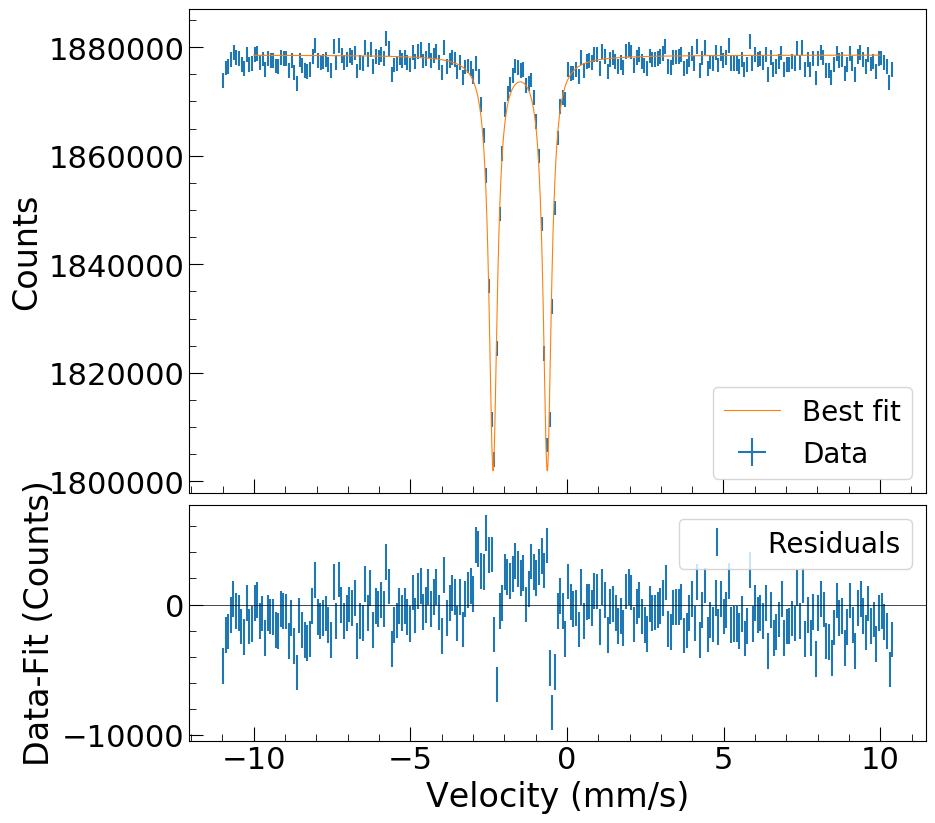 Counts
1880000
1860000
1840000
1820000
1800000
Best fit
Data
Data-Fit (Counts)
0
−10000
Residuals
−10
−5
0
5
10
Velocity (mm/s)